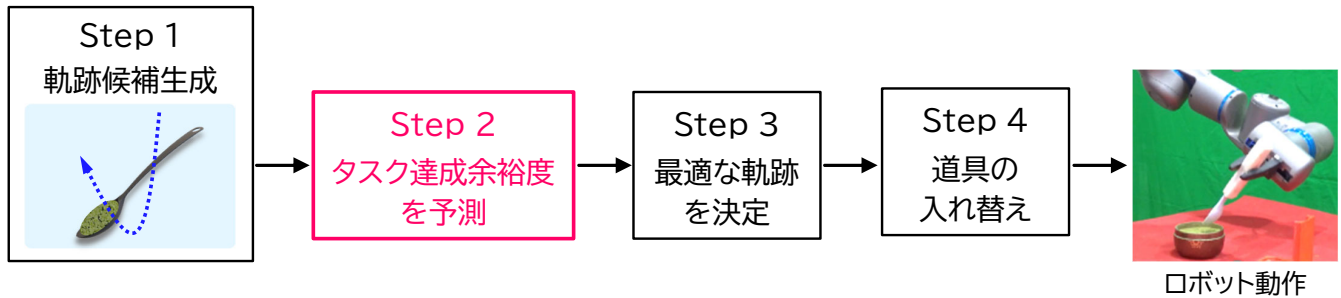 Step 1
軌跡候補生成
Step 2
タスク達成余裕度
を予測
Step 3
最適な軌跡
を決定
Step 4
道具の
入れ替え
ロボット動作